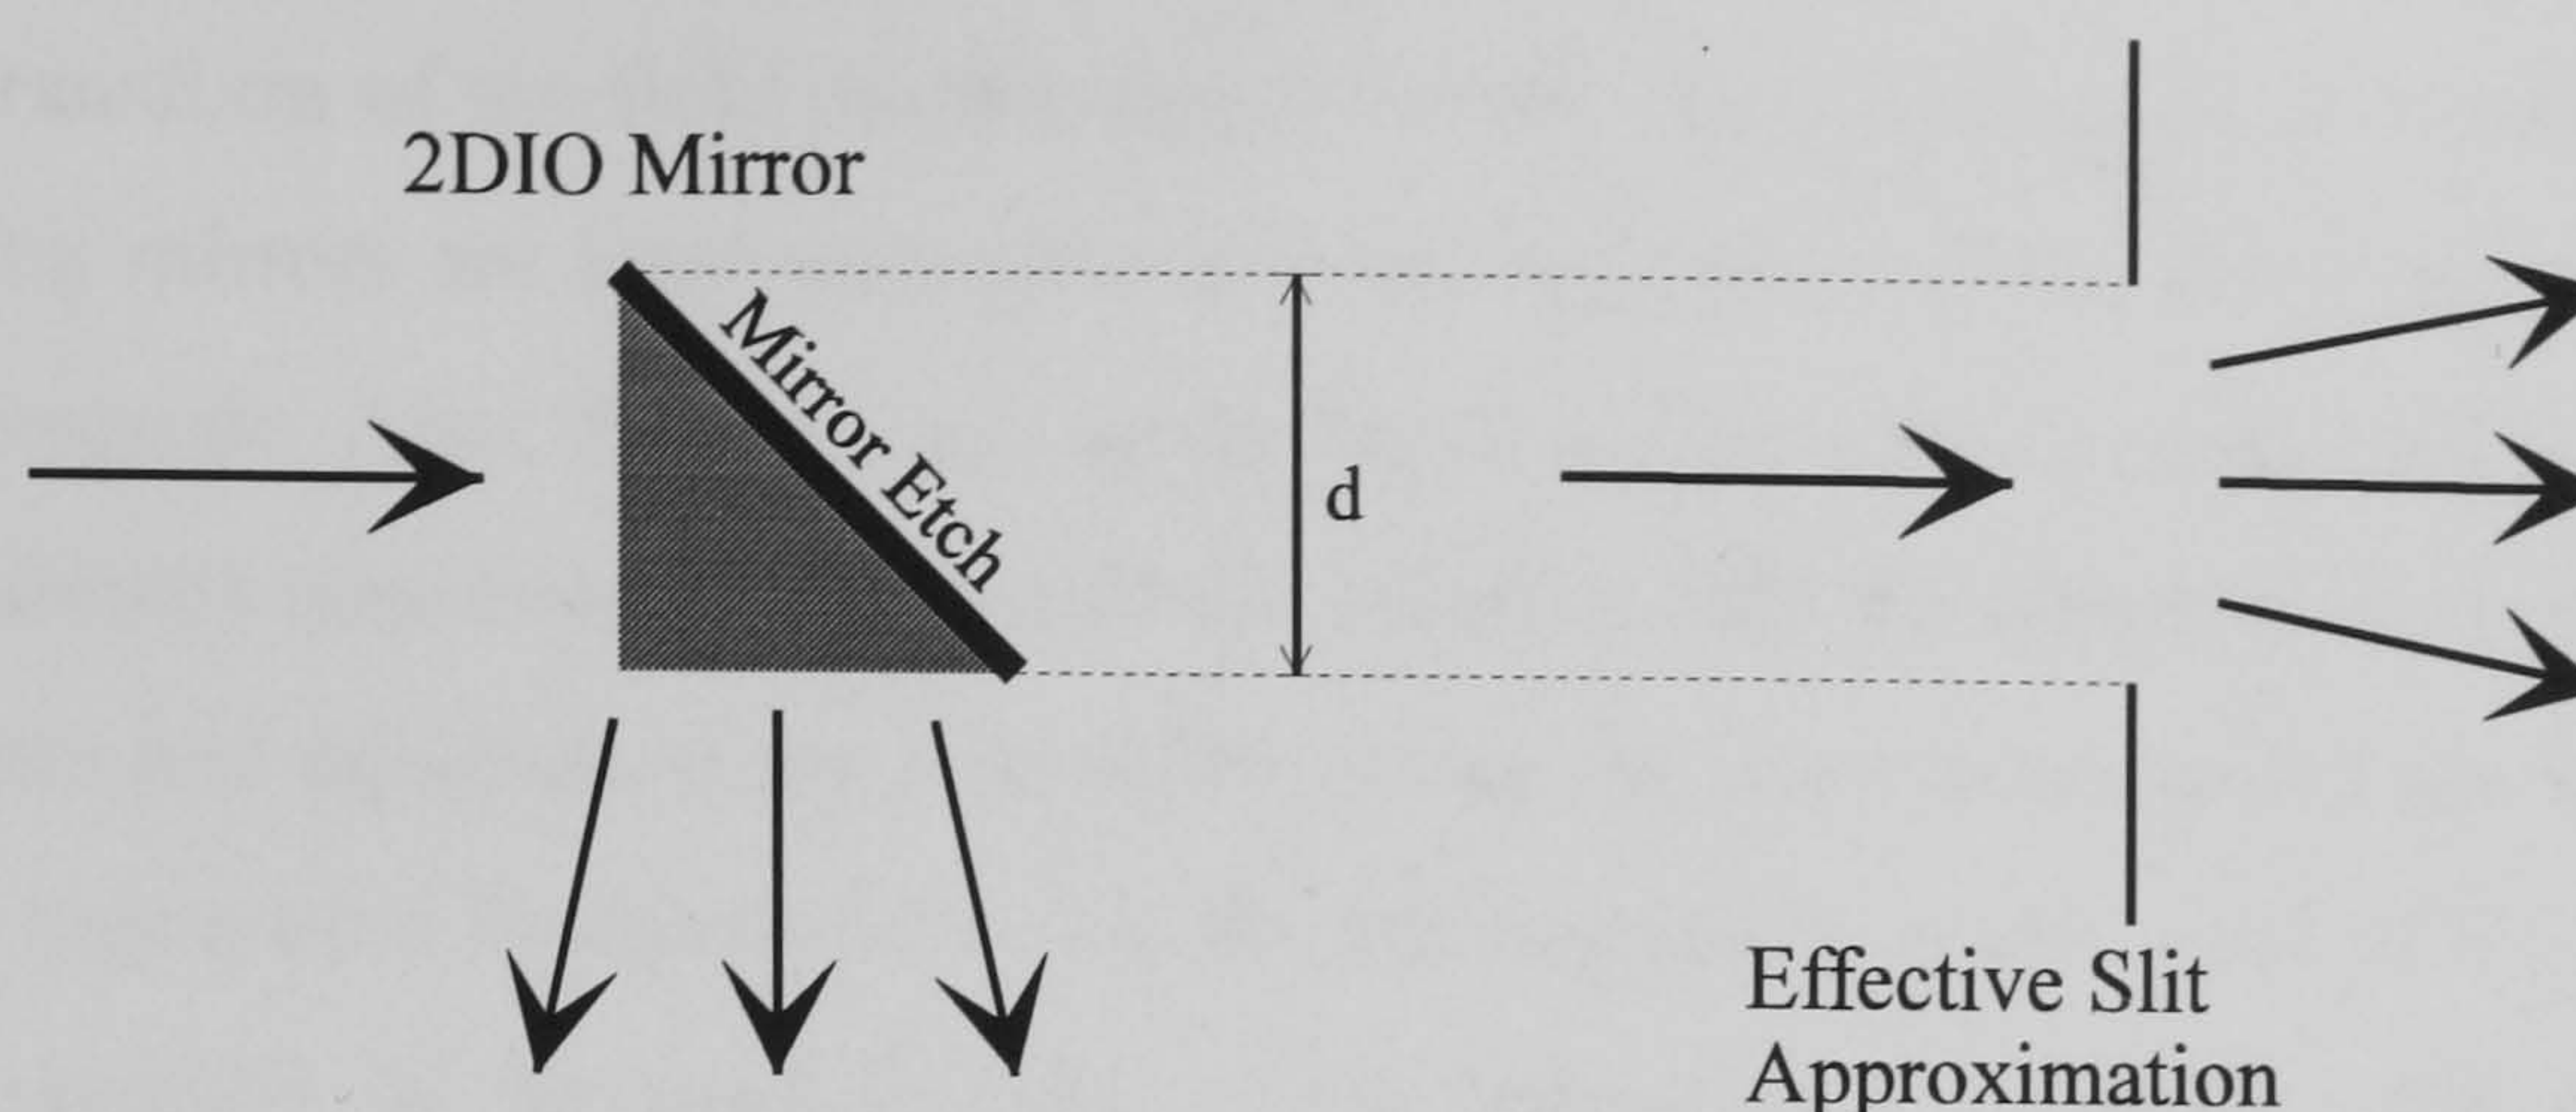 2DIO Mirror
Mirror Etch
d
Effective Slit
Approximation